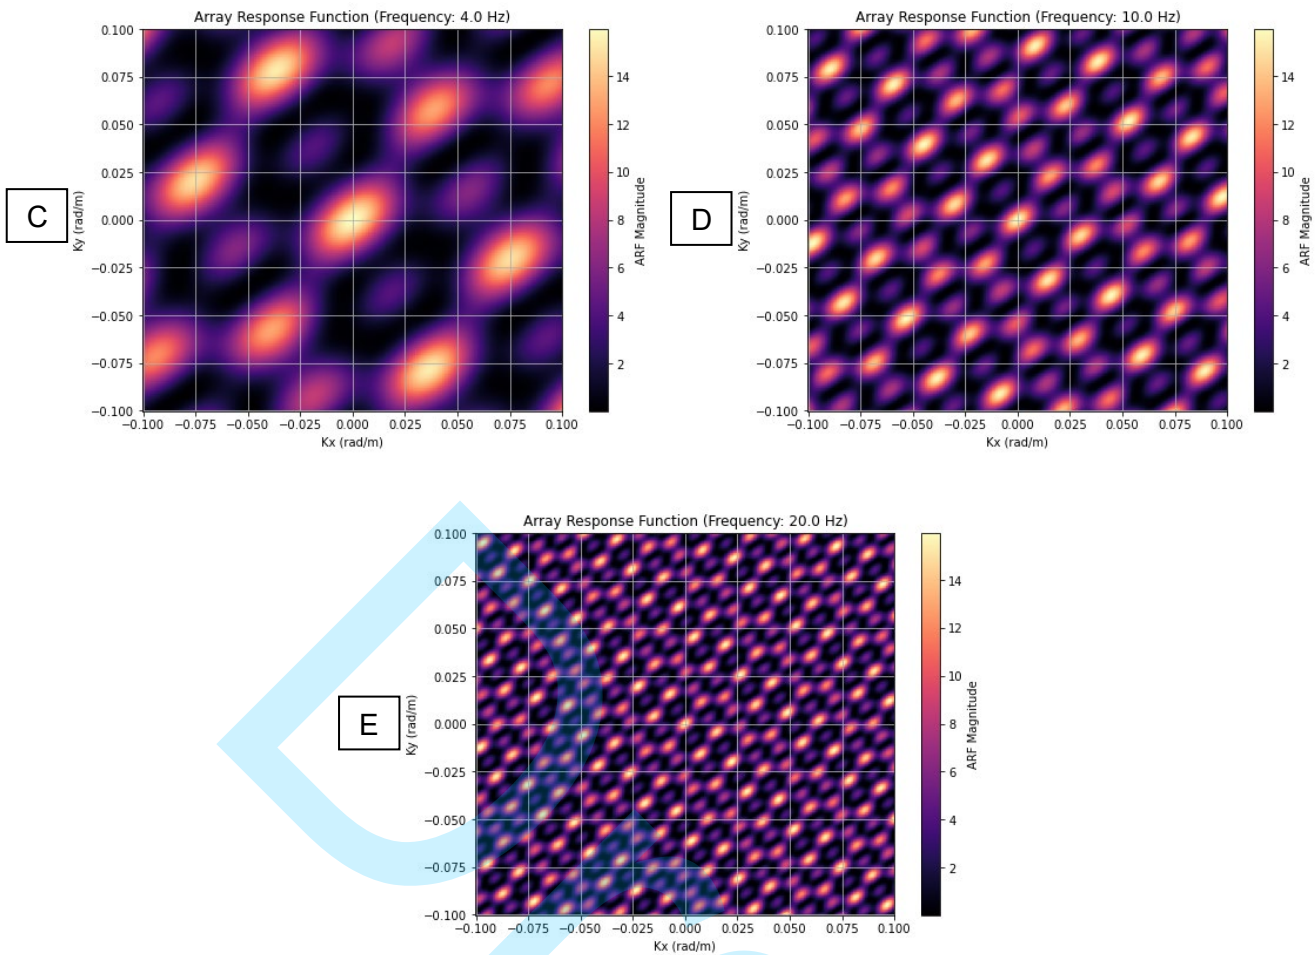 Array Response Function (Frequency: 4.0 Hz)
0.100
0.075
0.050
0.025
0.000
−0.025
−0.050
−0.075
−0.100
Ky (rad/m)
−0.100 −0.075 −0.050 −0.025 0.000 0.025 0.050 0.075 0.100
Kx (rad/m)
14
12
10
8
6
4
2
ARF Magnitude
C
Array Response Function (Frequency: 10.0 Hz)
0.100
0.075
0.050
0.025
0.000
−0.025
−0.050
−0.075
−0.100
Ky (rad/m)
−0.100 −0.075 −0.050 −0.025 0.000 0.025 0.050 0.075 0.100
Kx (rad/m)
14
12
10
8
6
4
2
ARF Magnitude
D
Array Response Function (Frequency: 20.0 Hz)
0.100
0.075
0.050
0.025
0.000
−0.025
−0.050
−0.075
−0.100
Ky (rad/m)
−0.100 −0.075 −0.050 −0.025 0.000 0.025 0.050 0.075 0.100
Kx (rad/m)
14
12
10
8
6
4
2
ARF Magnitude
E